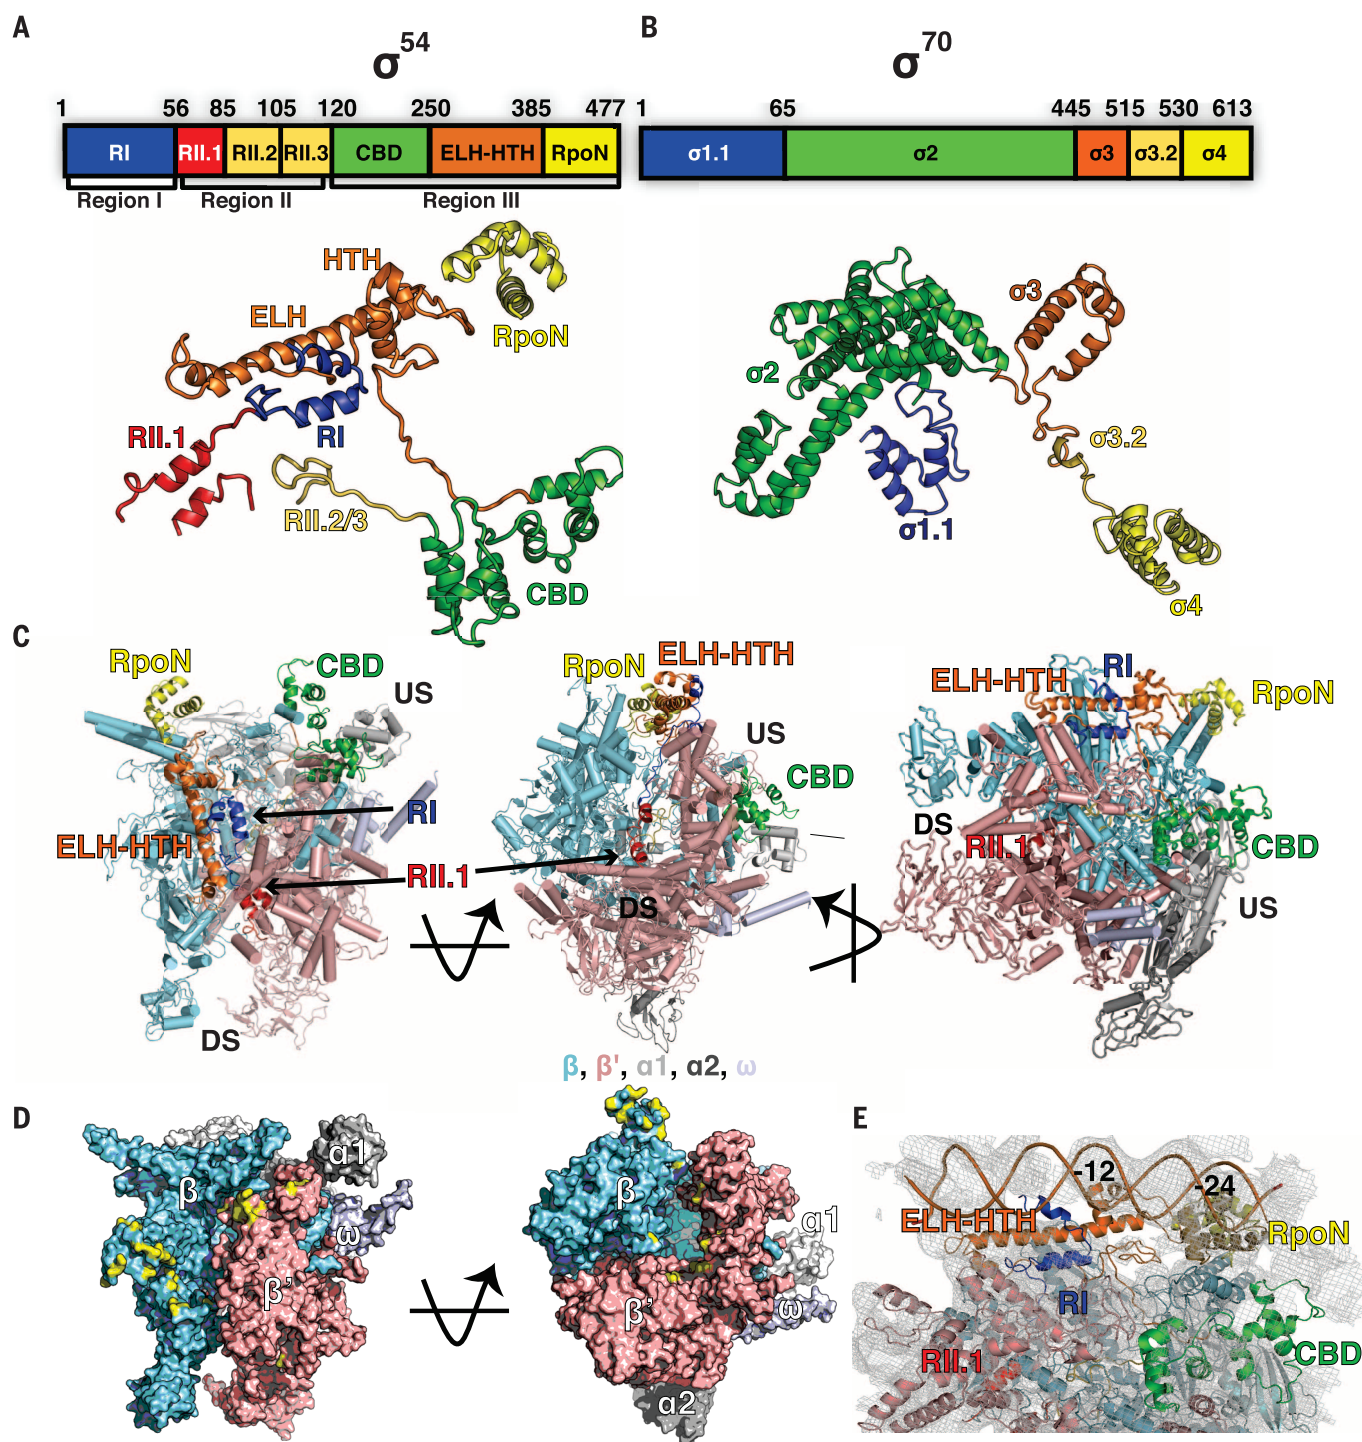 A
B
σ54
σ70
1 56 85 105 120 250 385 477
1 65 445 515 530 613
RI RII.1 RII.2 RII.3 CBD ELH-HTH RpoN
σ1.1 σ2 σ3 σ3.2 σ4
Region I Region II Region III
HTH
ELH
RpoN
RI
RII.1
RII.2/3
CBD
σ3
σ2
σ3.2
σ1.1
σ4
C
RpoN
CBD
US
RI
ELH-HTH
RII.1
DS
RpoN
ELH-HTH
US
CBD
DS
ELH-HTH
RI
RpoN
DS
RII.1
CBD
US
β, β', α1, α2, ω
D
α1
β
ω
β'
β
α1
β'
ω
α2
E
-12
-24
ELH-HTH
RpoN
RI
RII.1
CBD